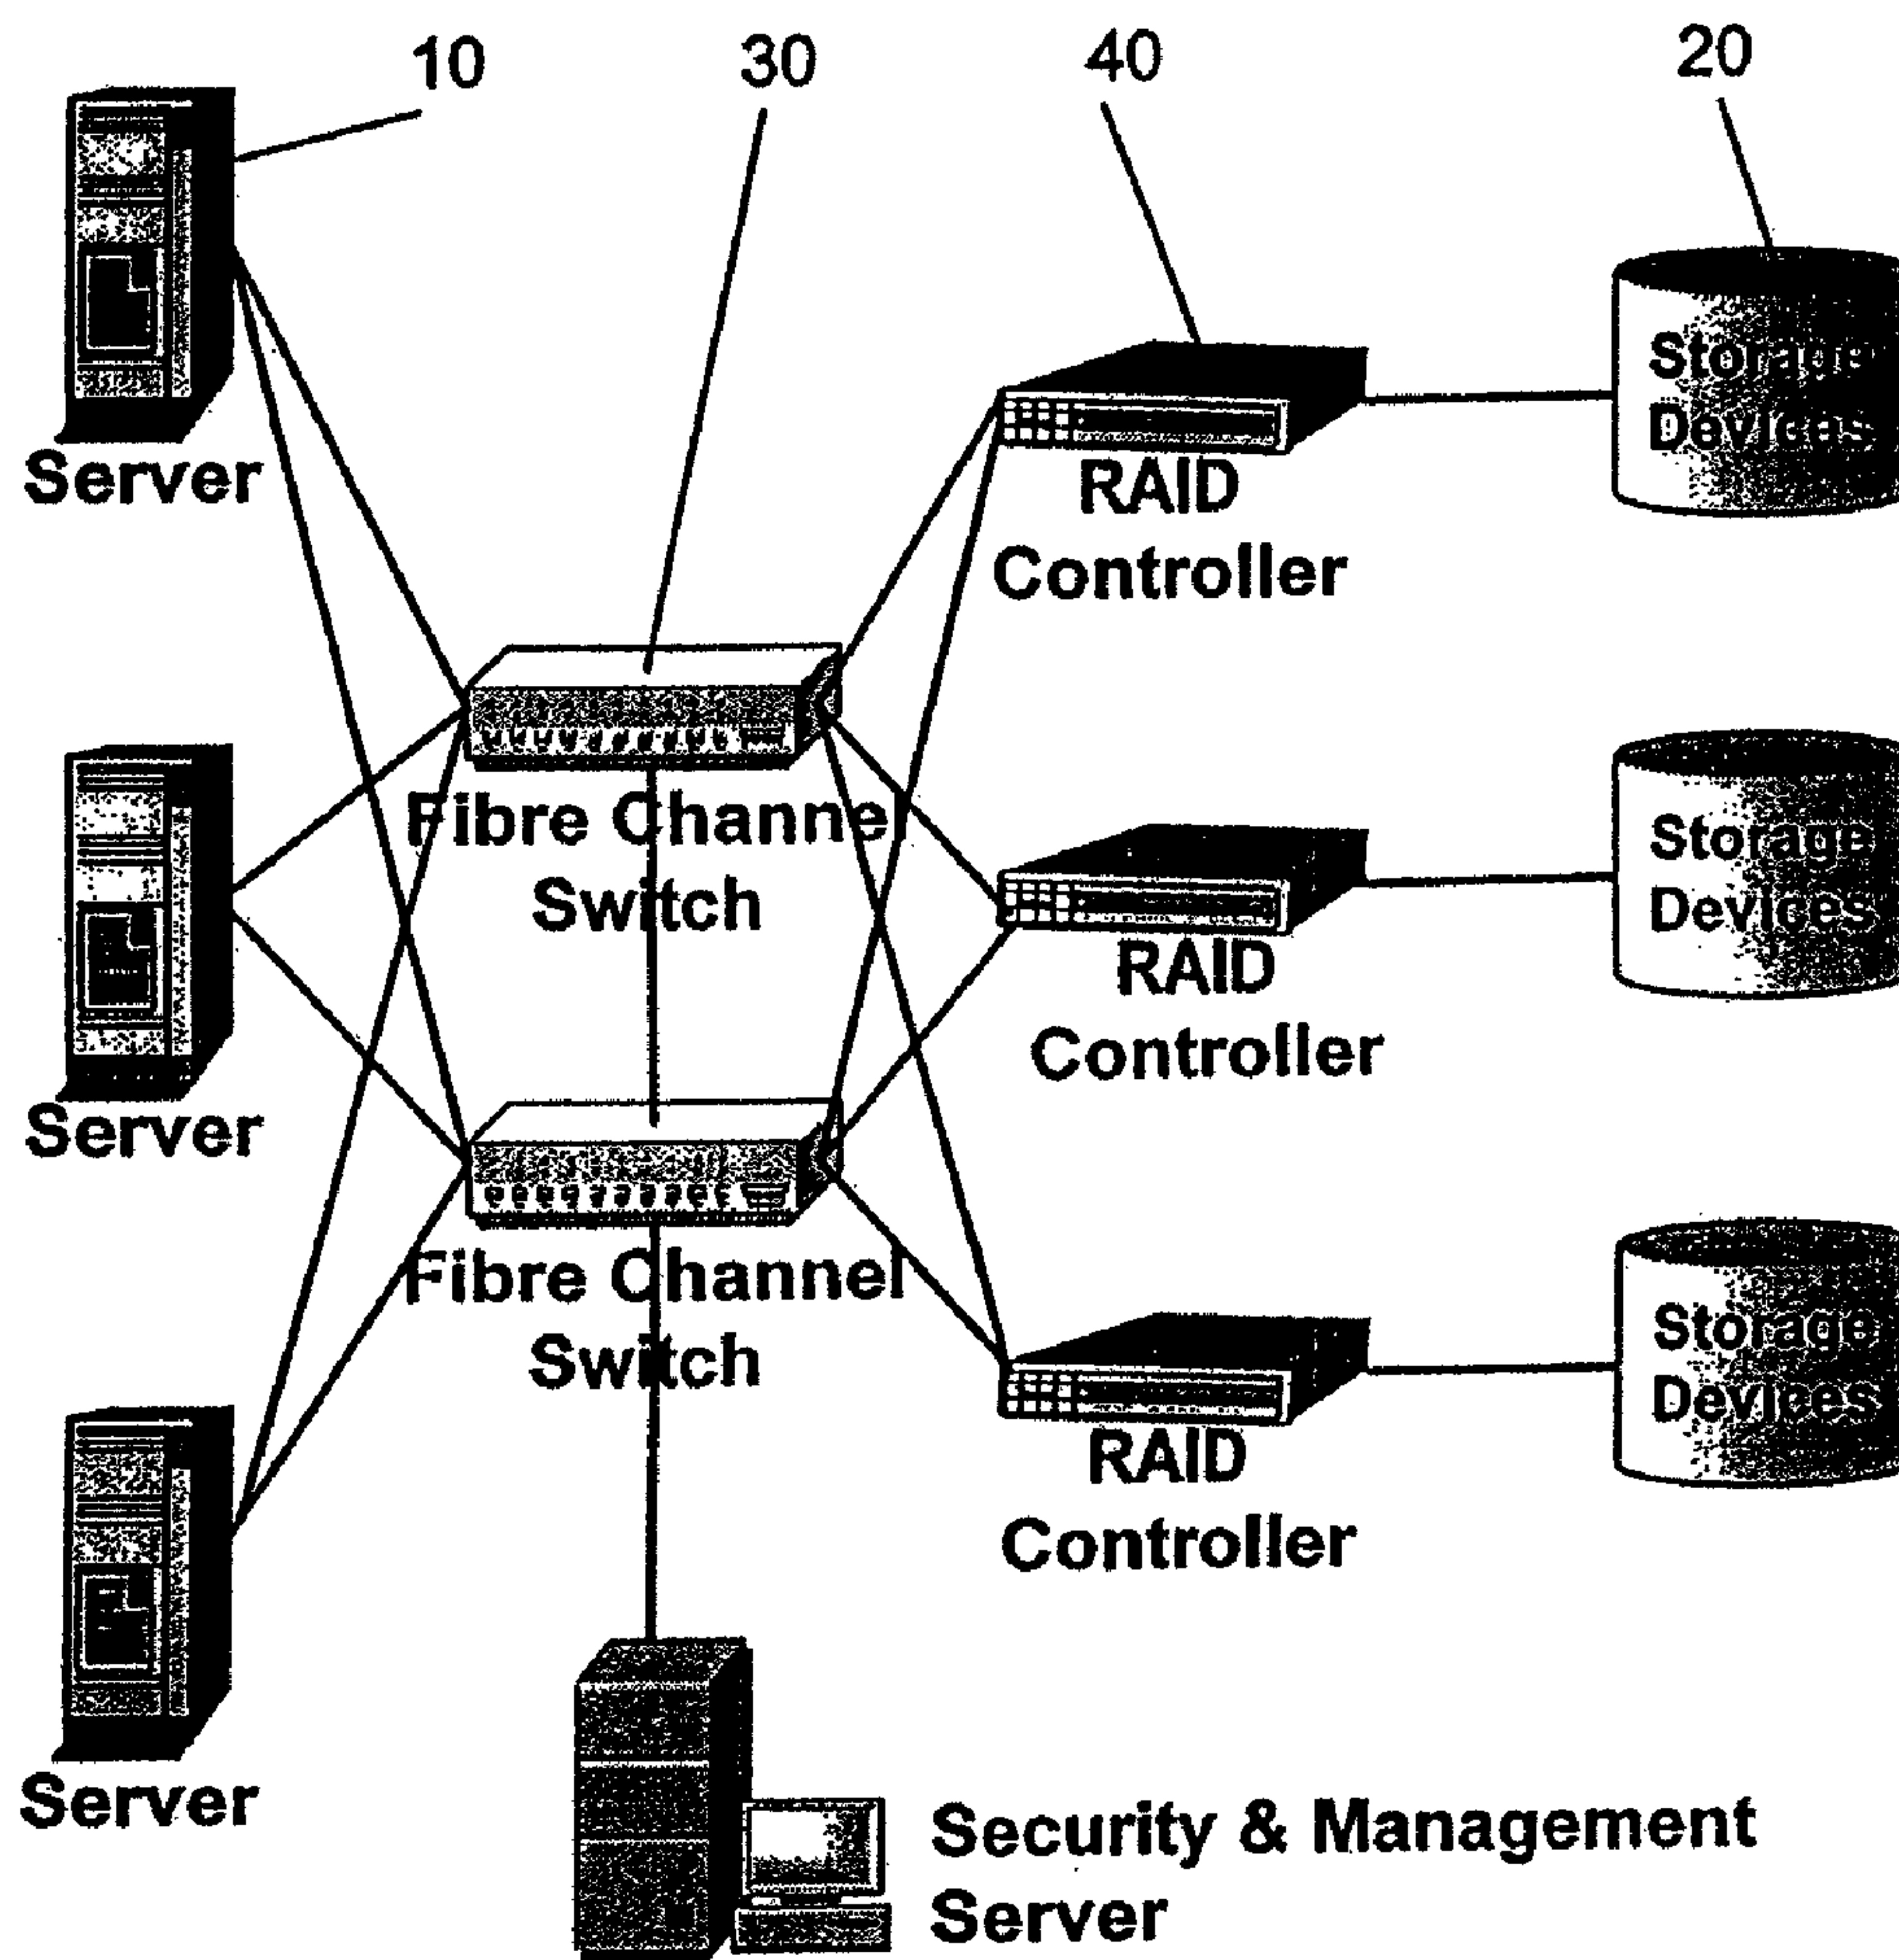 10
30
40
20
Server
RAID
Controller
Storage
Devices
Fibre Channel
Switch
Server
RAID
Controller
Storage
Devices
Fibre Channel
Switch
RAID
Controller
Storage
Devices
Server
Security & Management
Server